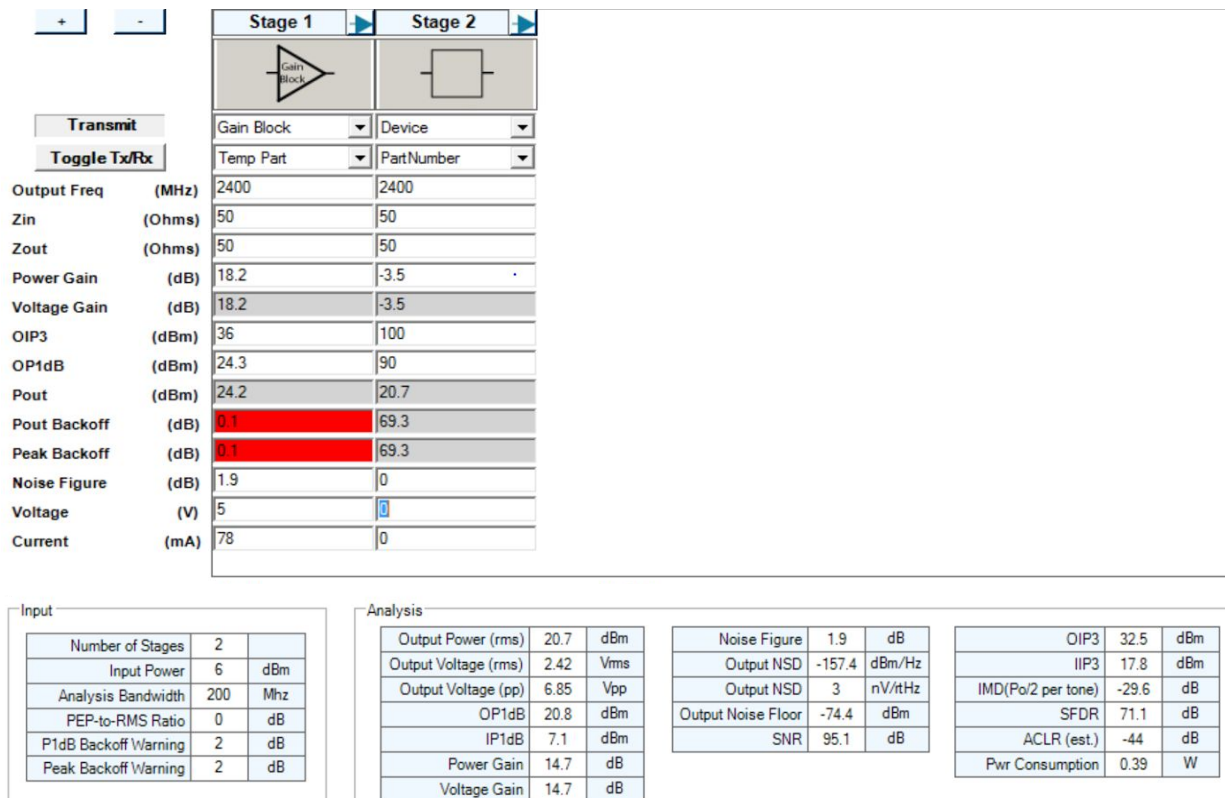 + - Stage 1 Stage 2
Gain
Block
Transmit Gain Block Device
Toggle Tx/Rx Temp Part PartNumber
Output Freq (MHz) 2400 2400
Zin (Ohms) 50 50
Zout (Ohms) 50 50
Power Gain (dB) 18.2 -3.5
Voltage Gain (dB) 18.2 -3.5
OIP3 (dBm) 36 100
OP1dB (dBm) 24.3 90
Pout (dBm) 24.2 20.7
Pout Backoff (dB) 0.1 69.3
Peak Backoff (dB) 0.1 69.3
Noise Figure (dB) 1.9 0
Voltage (V) 5 0
Current (mA) 78 0
Input
Number of Stages 2
Input Power 6 dBm
Analysis Bandwidth 200 Mhz
PEP-to-RMS Ratio 0 dB
P1dB Backoff Warning 2 dB
Peak Backoff Warning 2 dB
Analysis
Output Power (rms) 20.7 dBm
Output Voltage (rms) 2.42 Vrms
Output Voltage (pp) 6.85 Vpp
OP1dB 20.8 dBm
IP1dB 7.1 dBm
Power Gain 14.7 dB
Voltage Gain 14.7 dB
Noise Figure 1.9 dB
Output NSD -157.4 dBm/Hz
Output NSD 3 nV/rtHz
Output Noise Floor -74.4 dBm
SNR 95.1 dB
OIP3 32.5 dBm
IIP3 17.8 dBm
IMD(Po/2 per tone) -29.6 dB
SFDR 71.1 dB
ACLR (est.) -44 dB
Pwr Consumption 0.39 W